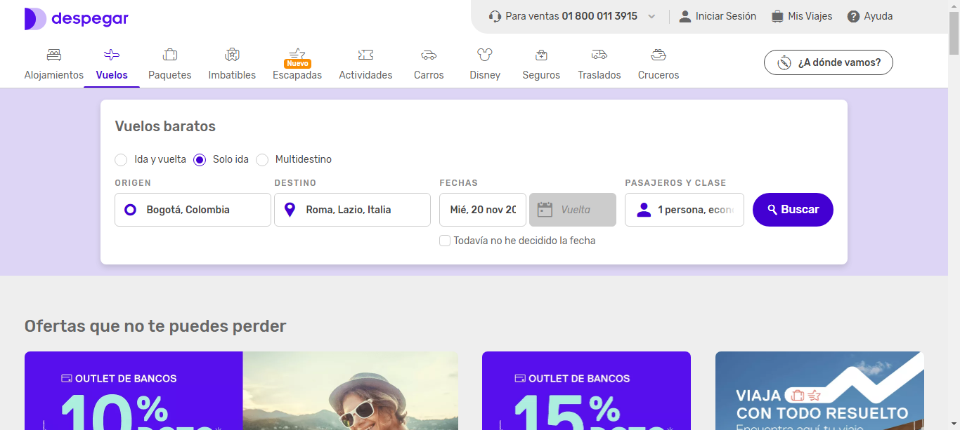 despegar
Para ventas 01 800 011 3915
Iniciar Sesión
Mis Viajes
Ayuda
Alojamientos
Vuelos
Paquetes
Imbatibles
Nuevo
Escapadas
Actividades
Carros
Disney
Seguros
Traslados
Cruceros
¿A dónde vamos?
Vuelos baratos
Ida y vuelta
Solo ida
Multidestino
ORIGEN
DESTINO
FECHAS
PASAJEROS Y CLASE
Bogotá, Colombia
Roma, Lazio, Italia
Mié, 20 nov 20
Vuelta
1 persona, econ
Buscar
Todavía no he decidido la fecha
Ofertas que no te puedes perder
OUTLET DE BANCOS
10%
OUTLET DE BANCOS
15%
VIAJA
CON TODO RESUELTO
Encuentra aquí tu viaje